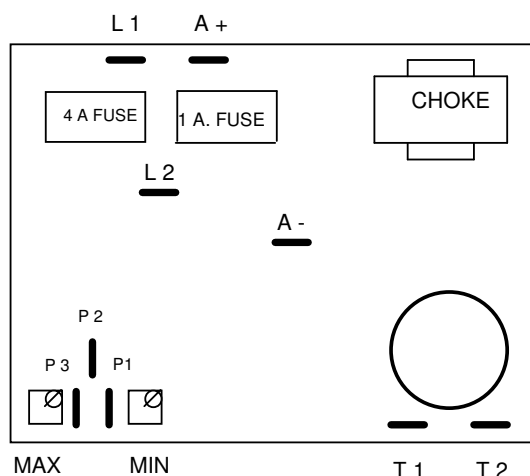 L 1 A +
4 A FUSE 1 A. FUSE CHOKE
L 2
A -
P 2
P 3 P1
MAX MIN T 1 T 2